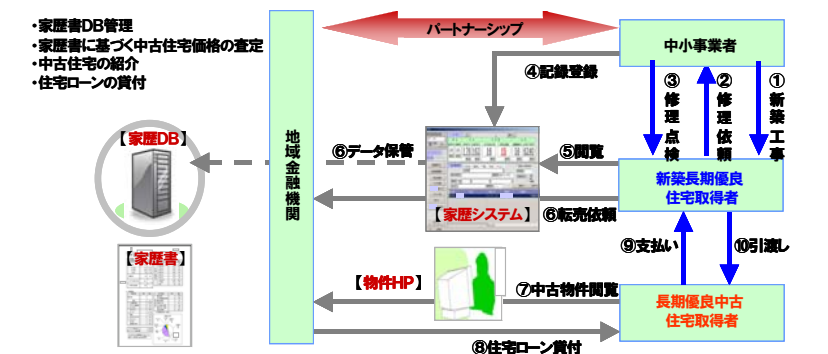 ・家歴書DB管理
・家歴書に基づく中古住宅価格の査定
・中古住宅の紹介
・住宅ローンの貸付
パートナーシップ
中小事業者
④記録登録
③修理点検
②修理依頼
①新築工事
【家歴DB】
地域金融機関
⑥データ保管
⑤閲覧
新築長期優良
住宅取得者
【家歴システム】
⑥転売依頼
⑨支払い
⑩引渡し
【家歴書】
【物件HP】
⑦中古物件閲覧
長期優良中古
住宅取得者
⑧住宅ローン貸付